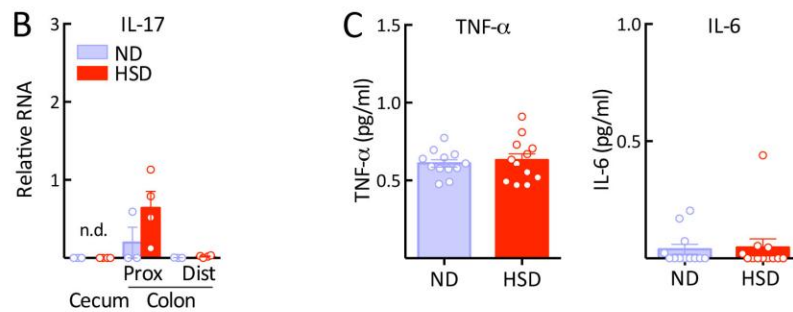 B
IL-17
3
2
1
Relative RNA
ND
HSD
n.d.
Prox Dist
Cecum Colon
C
TNF-α
1.5
1.0
0.5
TNF-α (pg/ml)
ND HSD
IL-6
1.0
0.5
IL-6 (pg/ml)
ND HSD